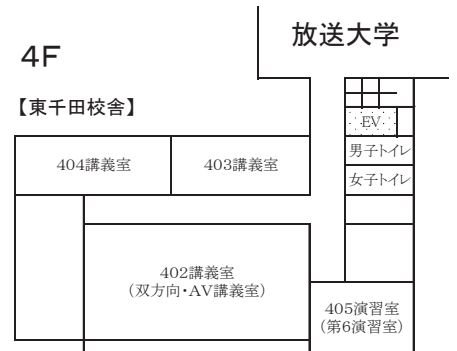 放送大学
4F
【東千田校舎】
EV
男子トイレ
女子トイレ
404講義室
403講義室
402講義室
（双方向・AV講義室）
405演習室
（第6演習室）